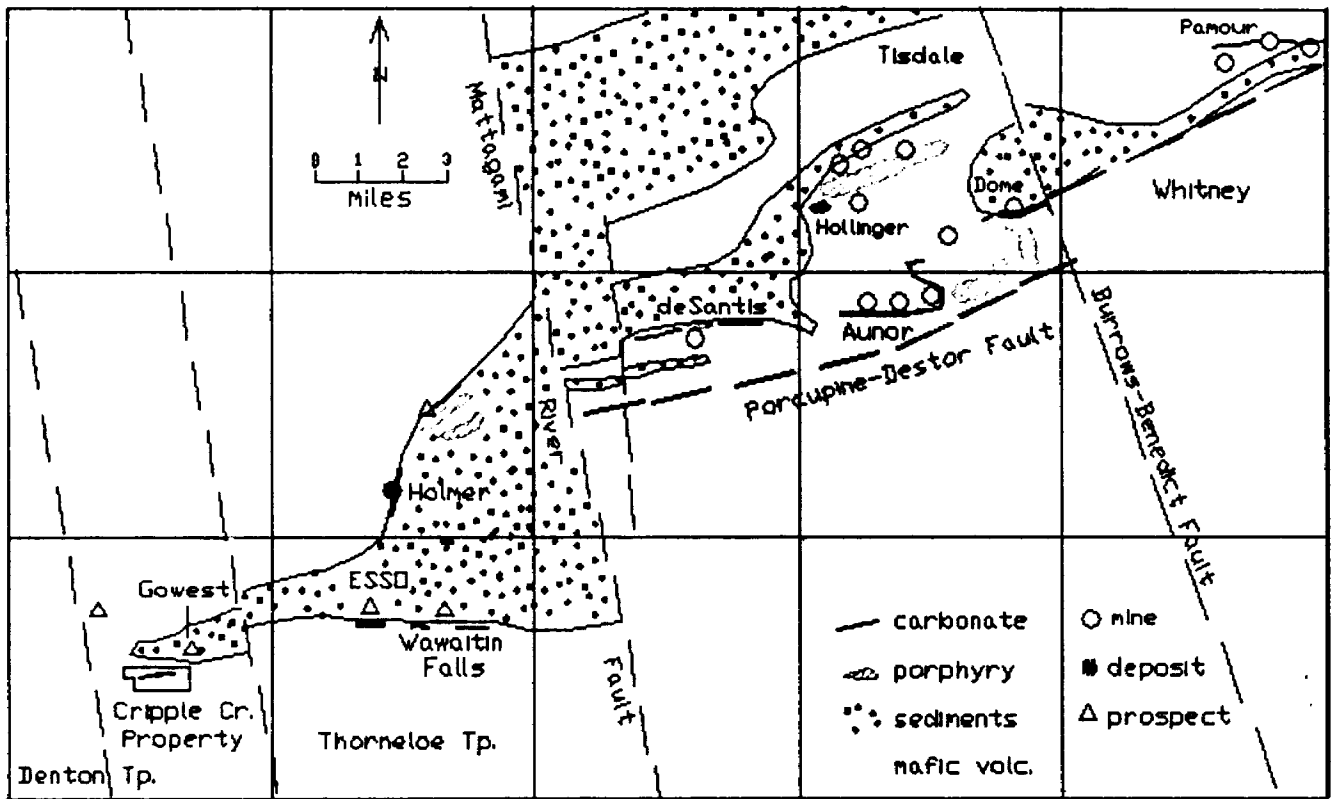 Pamour
Tisdale
N
Mattagami
0 1 2 3
Miles
Dome
Whitney
Hollinger
deSantis
Aunor
Porcupine-Destor Fault
Burrows-Benedict Fault
River
Holmer
ESSO
Gowest
Wawaitin
Falls
Fault
carbonate
mine
porphyry
deposit
sediments
prospect
mafic volc.
Cripple Cr.
Property
Thorneloe Tp.
Denton Tp.